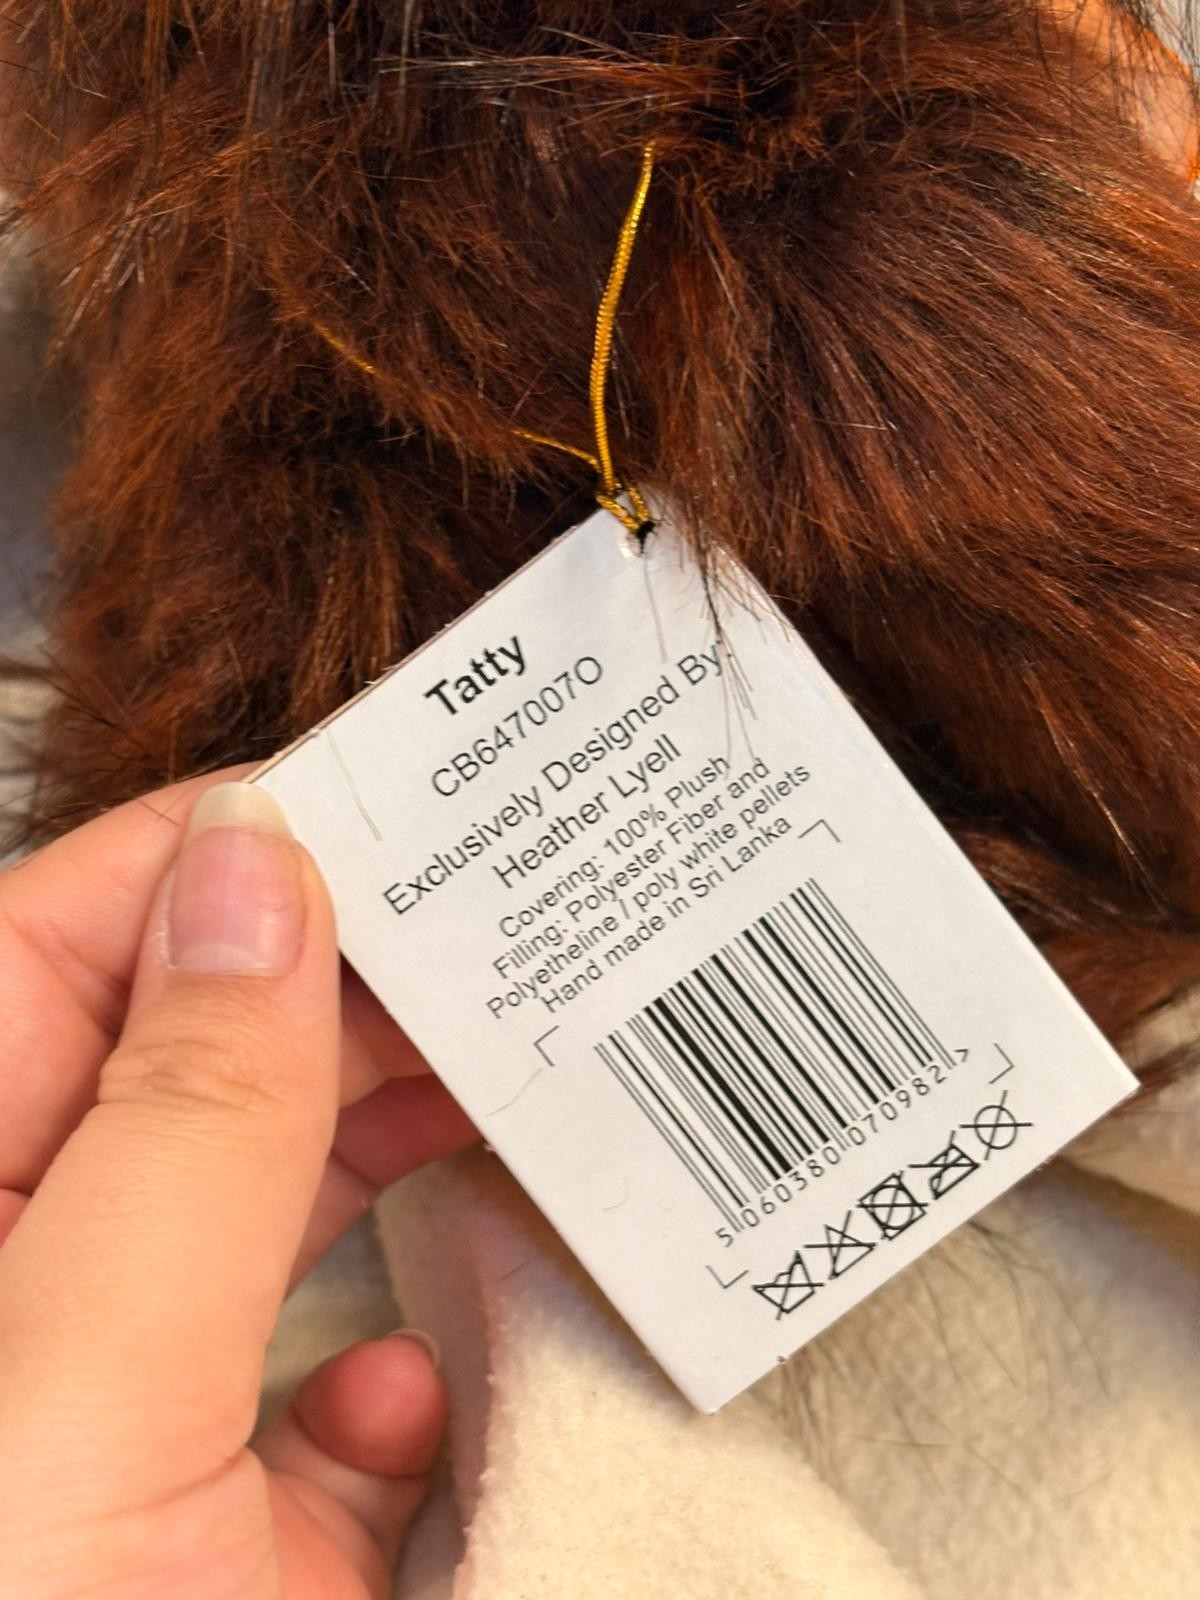 Tatty
CB647007O
Exclusively Designed By:
Heather Lyell
Covering: 100% Plush
Filling: Polyester Fiber and
Polyetheline / poly white pellets
Hand made in Sri Lanka
5 060380 070982 >